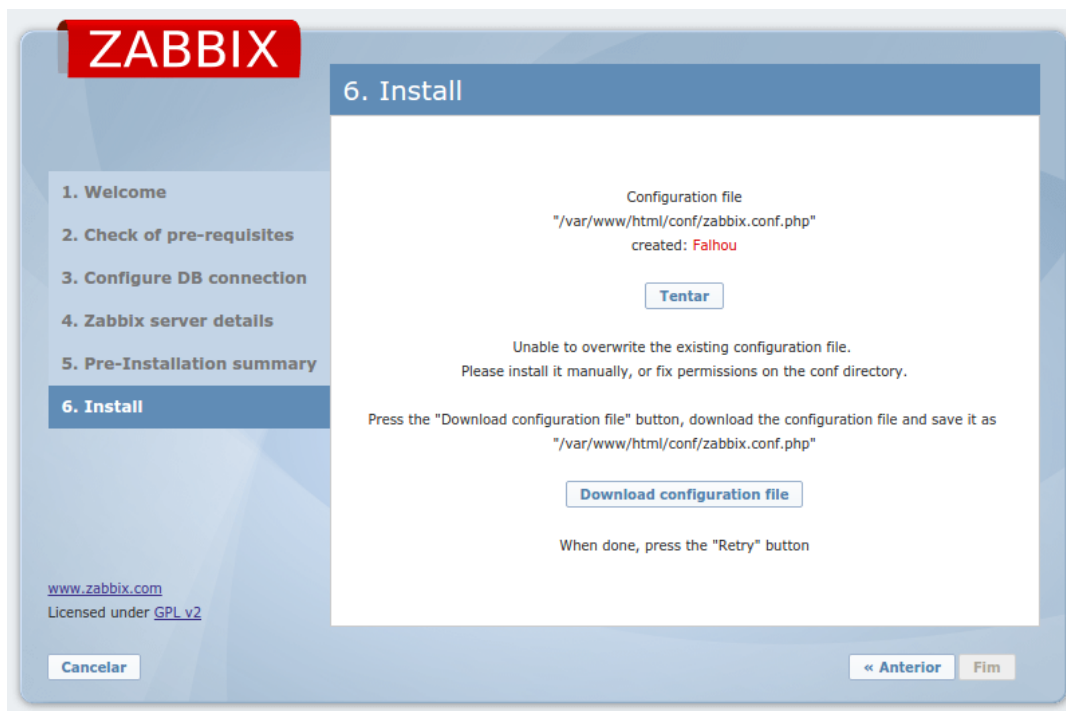 ZABBIX
6. Install
1. Welcome
2. Check of pre-requisites
3. Configure DB connection
4. Zabbix server details
5. Pre-Installation summary
6. Install
Configuration file
"/var/www/html/conf/zabbix.conf.php"
created: Falhou
Tentar
Unable to overwrite the existing configuration file.
Please install it manually, or fix permissions on the conf directory.
Press the "Download configuration file" button, download the configuration file and save it as
"/var/www/html/conf/zabbix.conf.php"
Download configuration file
When done, press the "Retry" button
www.zabbix.com
Licensed under GPL v2
Cancelar
« Anterior
Fim